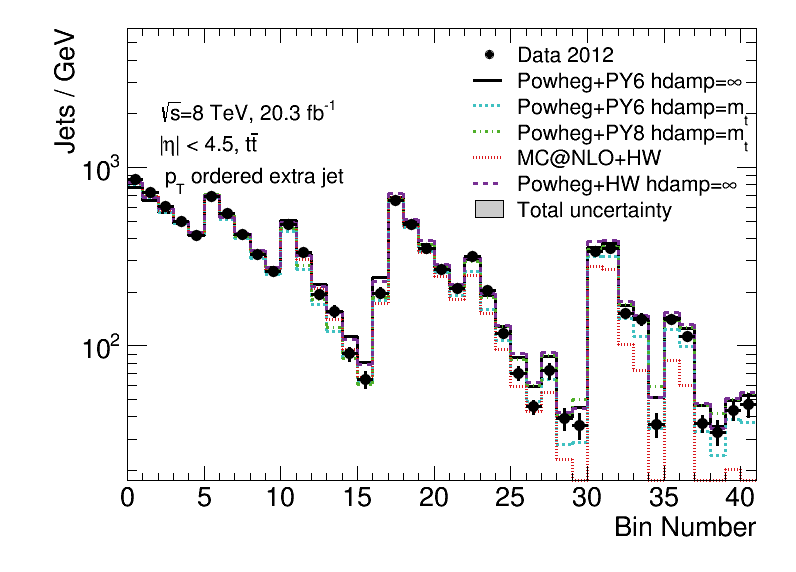 Jets / GeV
10³
10²
√s=8 TeV, 20.3 fb⁻¹
|η| < 4.5, tt̄
p_T ordered extra jet
Data 2012
Powheg+PY6 hdamp=∞
Powheg+PY6 hdamp=m_t
Powheg+PY8 hdamp=m_t
MC@NLO+HW
Powheg+HW hdamp=∞
Total uncertainty
0 5 10 15 20 25 30 35 40
Bin Number